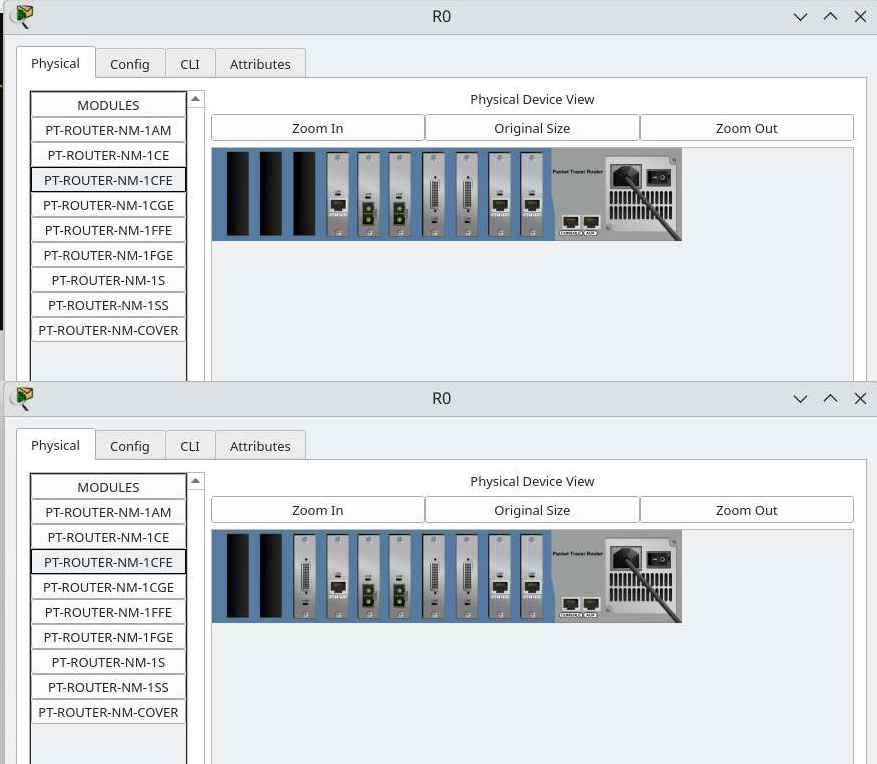 R0
Physical Config CLI Attributes
MODULES
PT-ROUTER-NM-1AM
PT-ROUTER-NM-1CE
PT-ROUTER-NM-1CFE
PT-ROUTER-NM-1CGE
PT-ROUTER-NM-1FFE
PT-ROUTER-NM-1FGE
PT-ROUTER-NM-1S
PT-ROUTER-NM-1SS
PT-ROUTER-NM-COVER
Physical Device View
Zoom In Original Size Zoom Out
Packet Tracer Router
CONSOLE AUX
R0
Physical Config CLI Attributes
MODULES
PT-ROUTER-NM-1AM
PT-ROUTER-NM-1CE
PT-ROUTER-NM-1CFE
PT-ROUTER-NM-1CGE
PT-ROUTER-NM-1FFE
PT-ROUTER-NM-1FGE
PT-ROUTER-NM-1S
PT-ROUTER-NM-1SS
PT-ROUTER-NM-COVER
Physical Device View
Zoom In Original Size Zoom Out
Packet Tracer Router
CONSOLE AUX